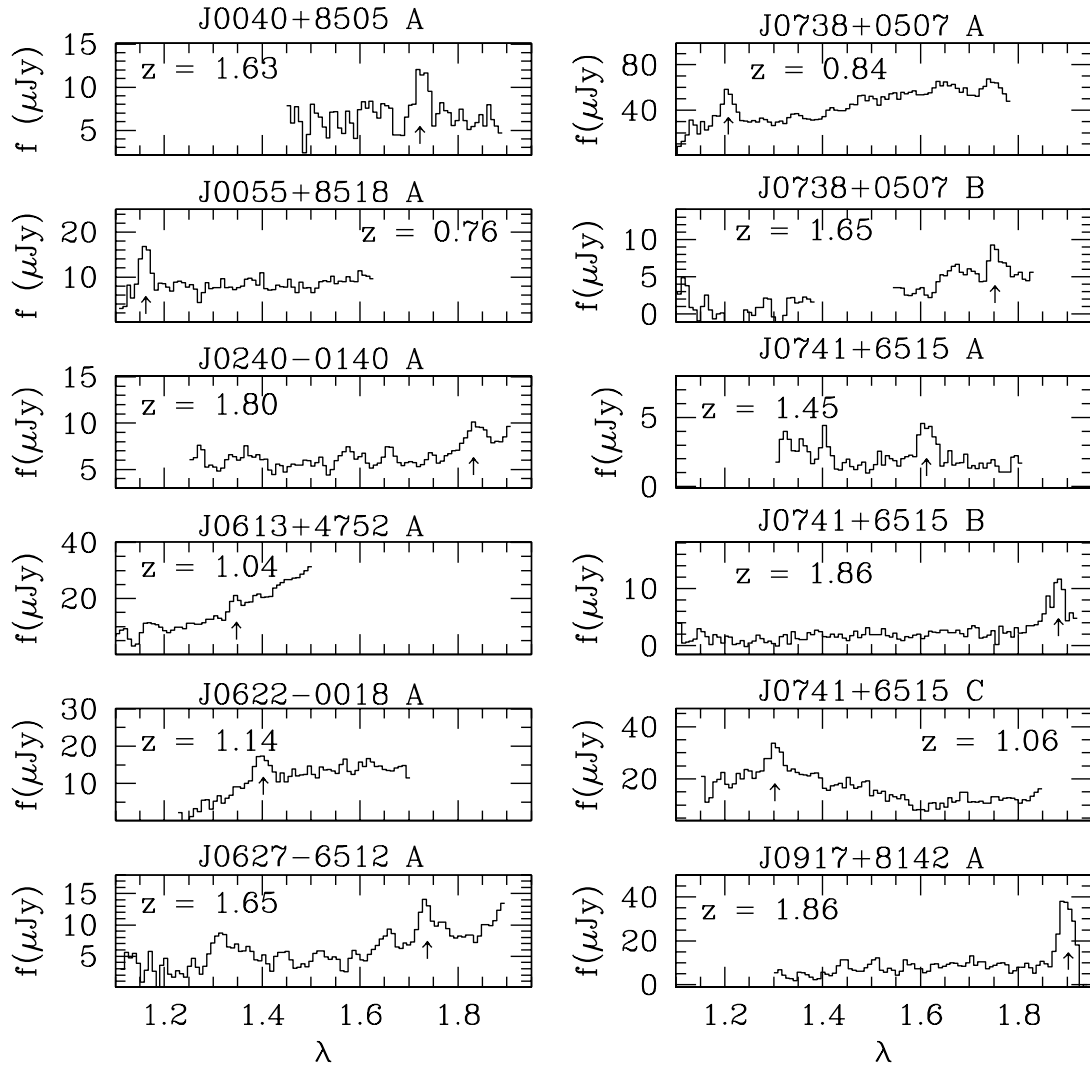 J0040+8505 A
15
10
5
f (μJy)
z = 1.63
J0055+8518 A
20
10
0
f (μJy)
z = 0.76
J0240−0140 A
15
10
5
f(μJy)
z = 1.80
J0613+4752 A
40
20
f(μJy)
z = 1.04
J0622−0018 A
30
20
10
f(μJy)
z = 1.14
J0627−6512 A
15
10
5
f(μJy)
z = 1.65
1.2 1.4 1.6 1.8
λ
J0738+0507 A
80
40
f(μJy)
z = 0.84
J0738+0507 B
10
5
0
f(μJy)
z = 1.65
J0741+6515 A
5
0
f(μJy)
z = 1.45
J0741+6515 B
10
0
f(μJy)
z = 1.86
J0741+6515 C
40
20
f(μJy)
z = 1.06
J0917+8142 A
40
20
0
f(μJy)
z = 1.86
1.2 1.4 1.6 1.8
λ